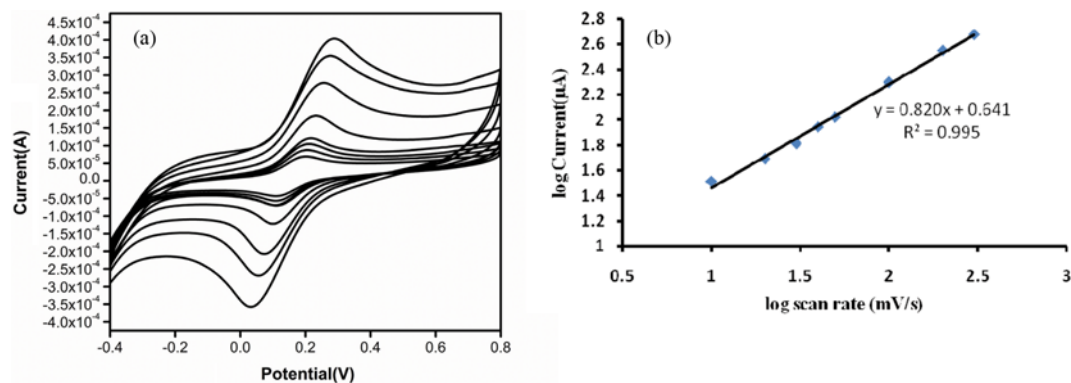 (a)
4.5x10⁻⁴
4.0x10⁻⁴
3.5x10⁻⁴
3.0x10⁻⁴
2.5x10⁻⁴
2.0x10⁻⁴
1.5x10⁻⁴
1.0x10⁻⁴
5.0x10⁻⁵
0.0
-5.0x10⁻⁵
-1.0x10⁻⁴
-1.5x10⁻⁴
-2.0x10⁻⁴
-2.5x10⁻⁴
-3.0x10⁻⁴
-3.5x10⁻⁴
-4.0x10⁻⁴
Current(A)
-0.4 -0.2 0.0 0.2 0.4 0.6 0.8
Potential(V)
(b)
2.8
2.6
2.4
2.2
2
1.8
1.6
1.4
1.2
1
log Current(µA)
y = 0.820x + 0.641
R² = 0.995
0.5 1 1.5 2 2.5 3
log scan rate (mV/s)